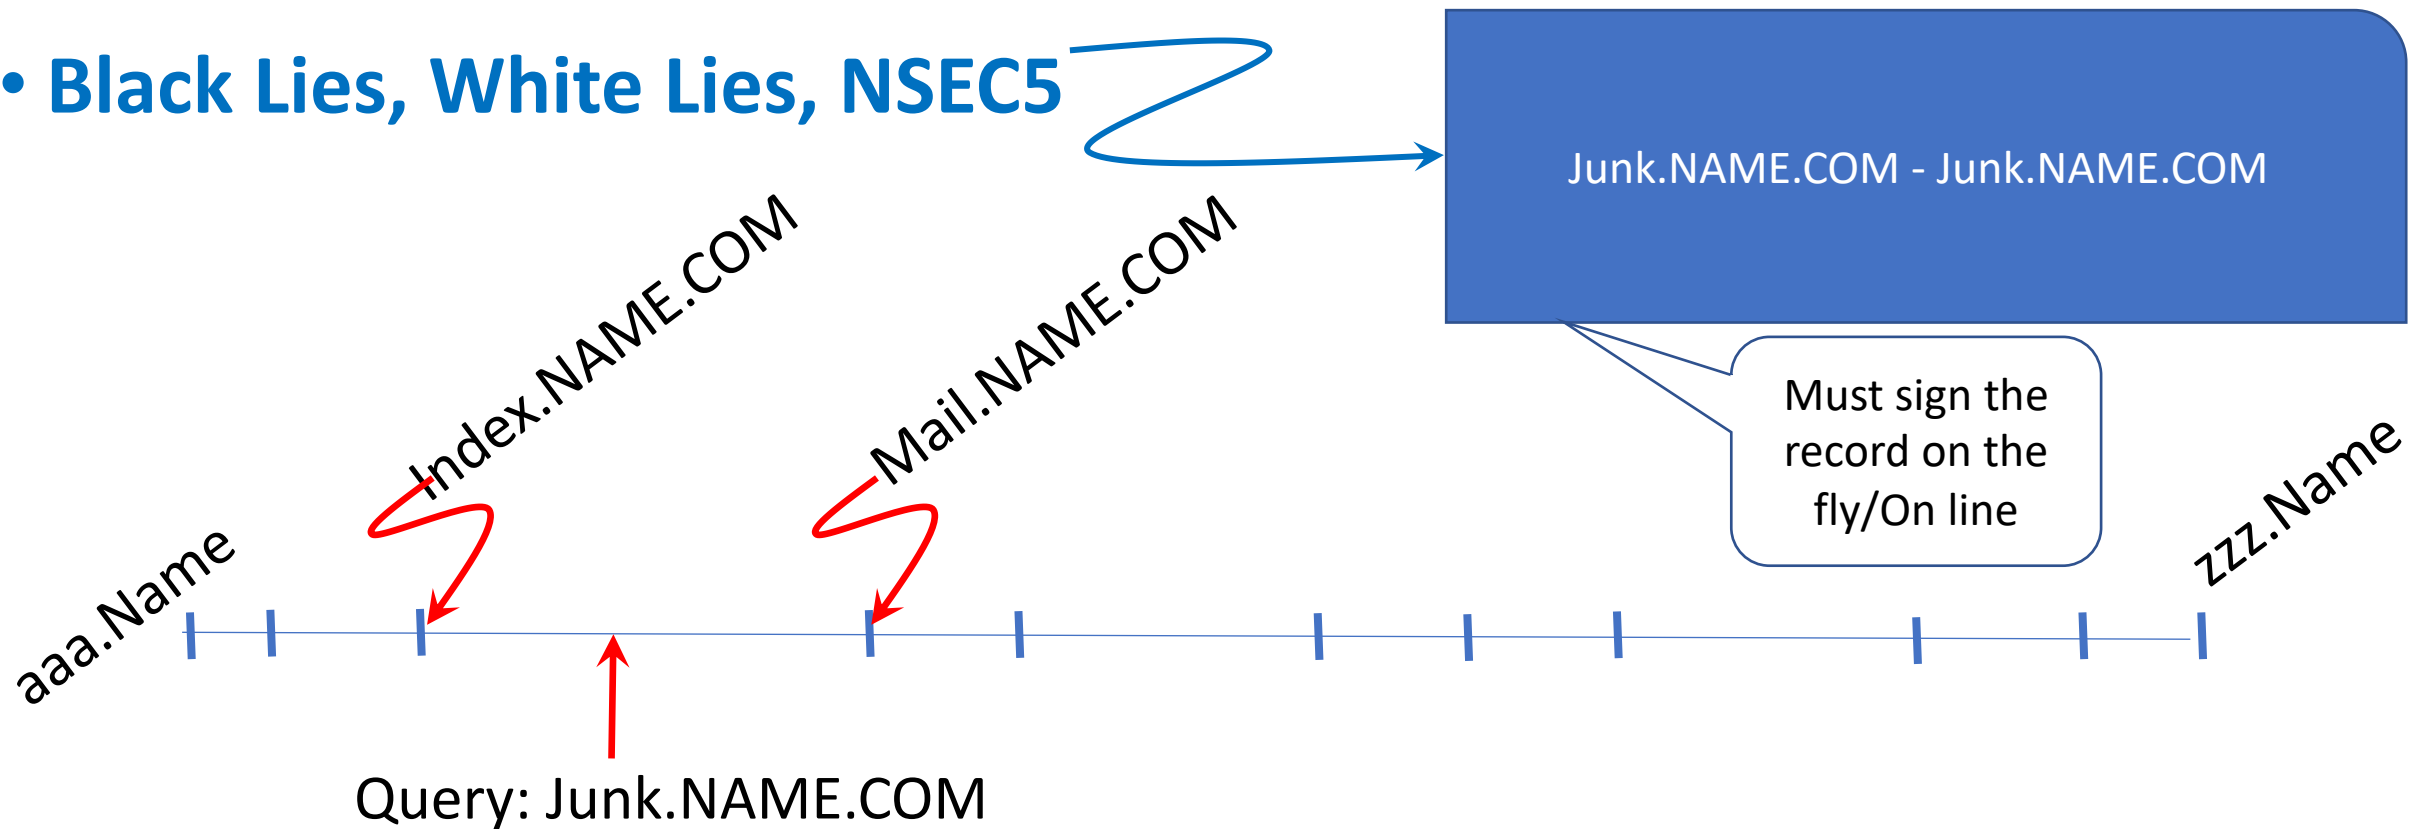 • Black Lies, White Lies, NSEC5
Junk.NAME.COM - Junk.NAME.COM
Index.NAME.COM
Mail.NAME.COM
Must sign the
record on the
fly/On line
aaa.Name
zzz.Name
Query: Junk.NAME.COM